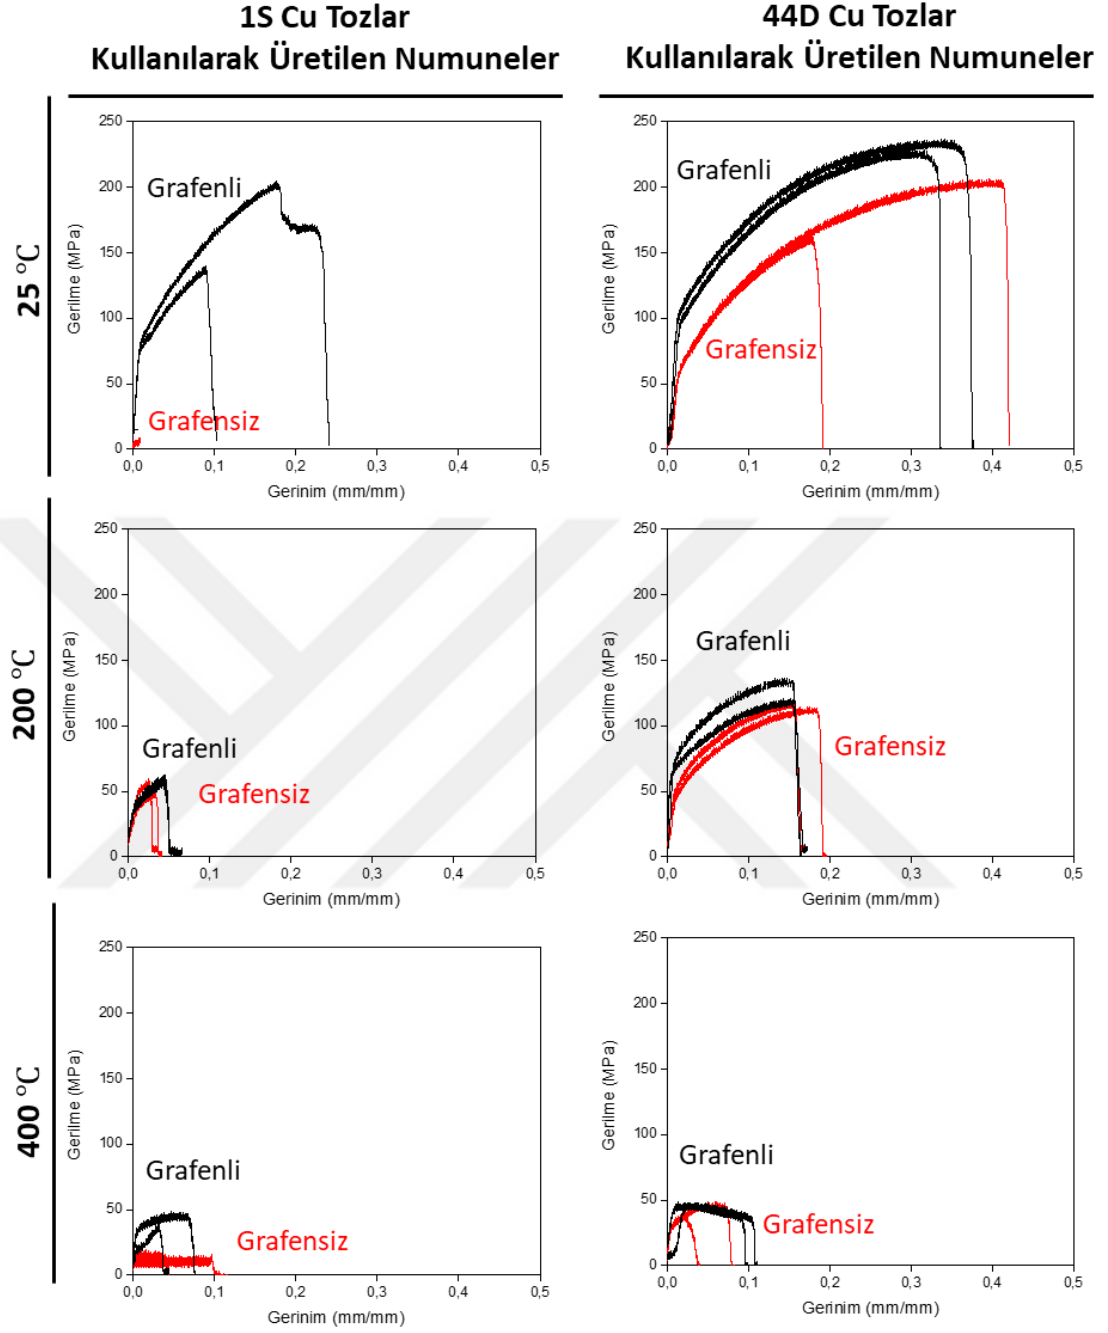 1S Cu Tozlar
Kullanılarak Üretilen Numuneler
44D Cu Tozlar
Kullanılarak Üretilen Numuneler
25 °C
250
200
150
100
50
0
Gerilme (MPa)
Grafenli
Grafensiz
0,0 0,1 0,2 0,3 0,4 0,5
Gerinim (mm/mm)
250
200
150
100
50
0
Gerilme (MPa)
Grafenli
Grafensiz
0,0 0,1 0,2 0,3 0,4 0,5
Gerinim (mm/mm)
200 °C
250
200
150
100
50
0
Gerilme (MPa)
Grafenli
Grafensiz
0,0 0,1 0,2 0,3 0,4 0,5
Gerinim (mm/mm)
250
200
150
100
50
0
Gerilme (MPa)
Grafenli
Grafensiz
0,0 0,1 0,2 0,3 0,4 0,5
Gerinim (mm/mm)
400 °C
250
200
150
100
50
0
Gerilme (MPa)
Grafenli
Grafensiz
0,0 0,1 0,2 0,3 0,4 0,5
Gerinim (mm/mm)
250
200
150
100
50
0
Gerilme (MPa)
Grafenli
Grafensiz
0,0 0,1 0,2 0,3 0,4 0,5
Gerinim (mm/mm)